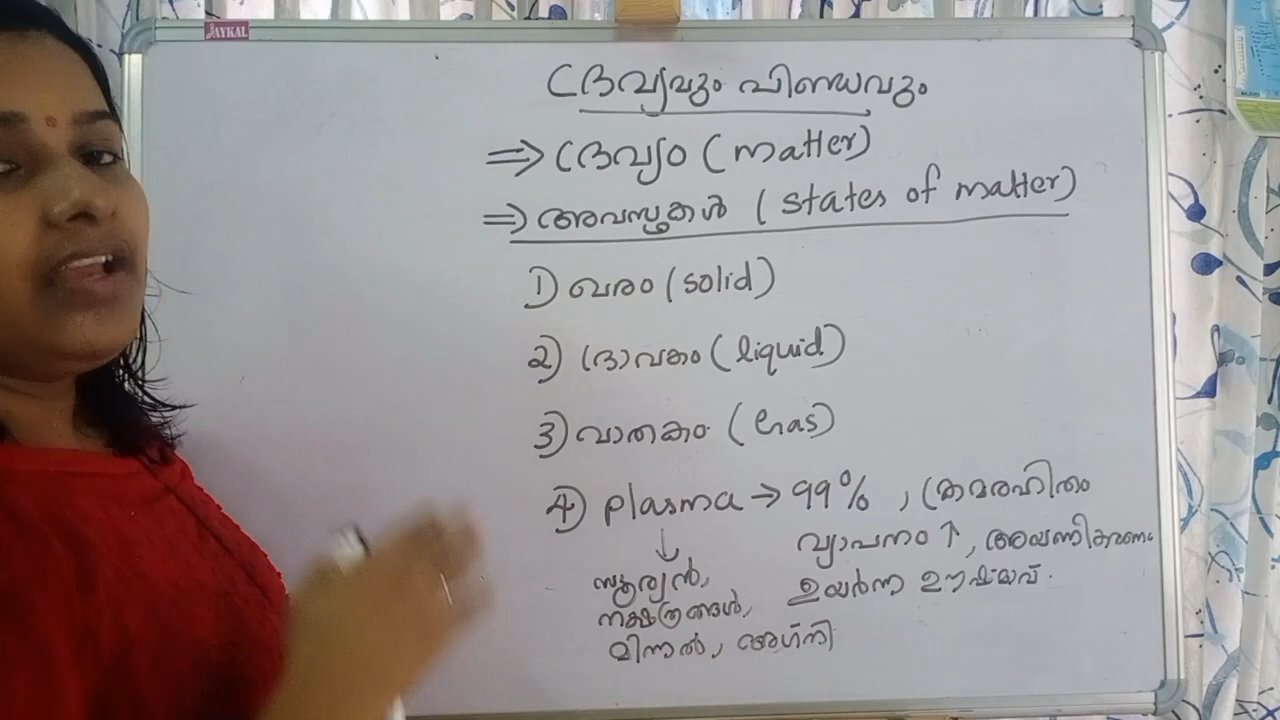 JAYKAL
ദ്രവ്യവും പിണ്ഡവും
⇒ ദ്രവ്യം (matter)
⇒ അവസ്ഥകൾ (states of matter)
1) ഖരം (solid)
2) ദ്രാവകം (liquid)
3) വാതകം (Gas)
4) plasma → 99%, ക്രമരഹിതം
വ്യാപനം ↑, അയണീകരണം
ഉയർന്ന ഊഷ്മാവ്.
↓
സൂര്യൻ,
നക്ഷത്രങ്ങൾ,
മിന്നൽ, അഗ്നി